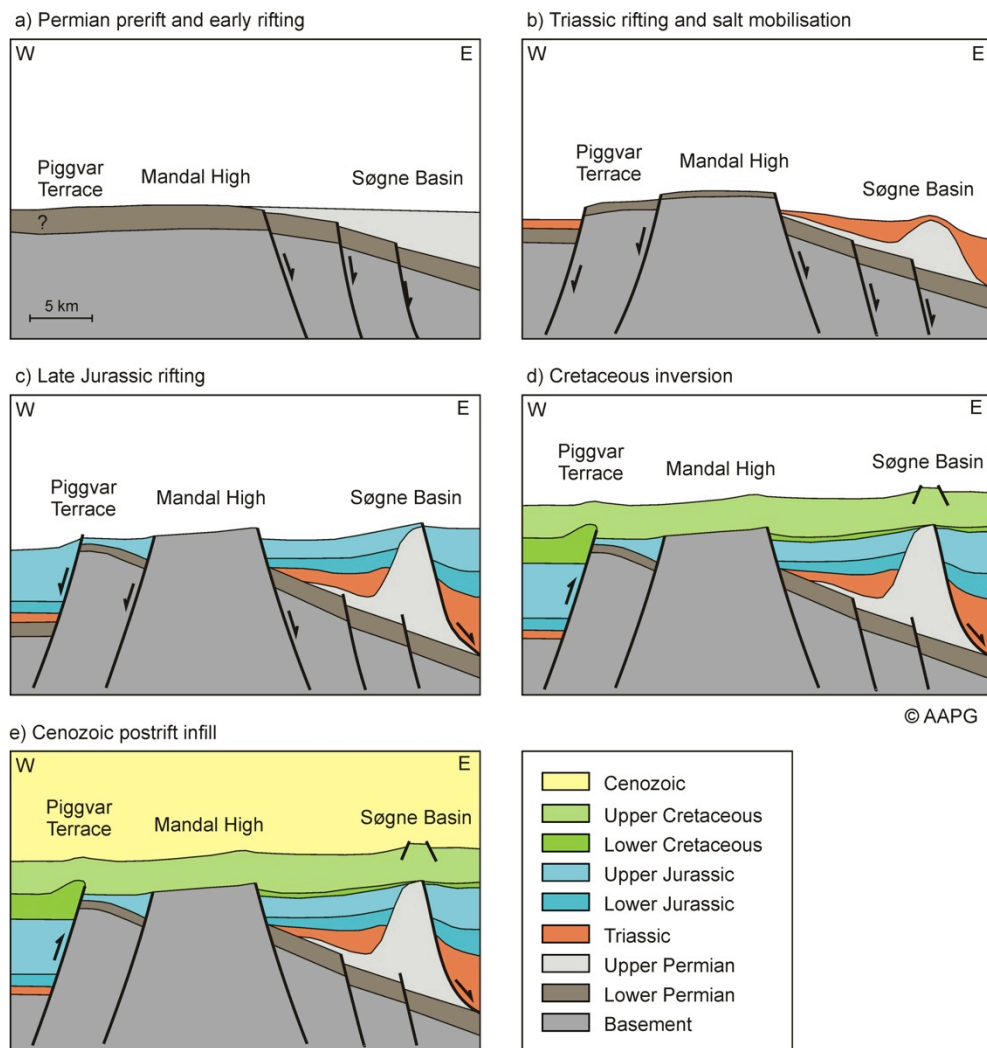 a) Permian prerift and early rifting
W
E
Piggvar
Terrace
Mandal High
Søgne Basin
?
5 km
b) Triassic rifting and salt mobilisation
W
E
Piggvar
Terrace
Mandal High
Søgne Basin
c) Late Jurassic rifting
W
E
Piggvar
Terrace
Mandal High
Søgne Basin
d) Cretaceous inversion
W
E
Piggvar
Terrace
Mandal High
Søgne Basin
© AAPG
e) Cenozoic postrift infill
W
E
Piggvar
Terrace
Mandal High
Søgne Basin
Cenozoic
Upper Cretaceous
Lower Cretaceous
Upper Jurassic
Lower Jurassic
Triassic
Upper Permian
Lower Permian
Basement